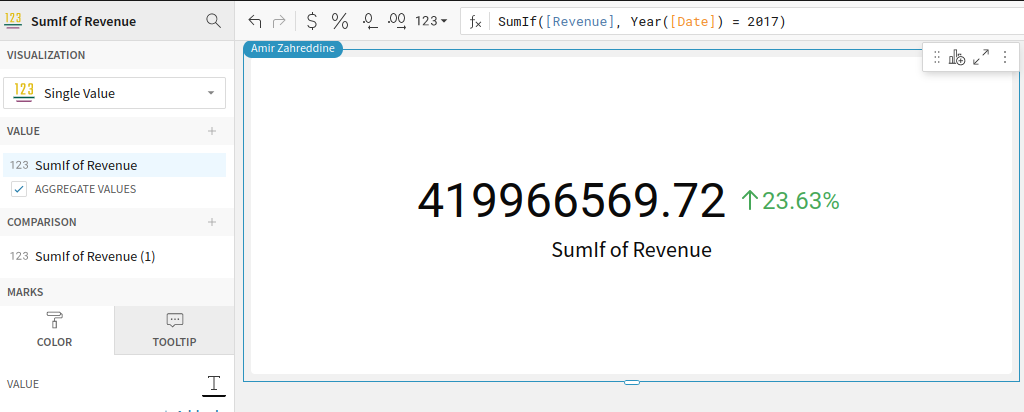 123 SumIf of Revenue
$ % .0 .00 123
fx SumIf([Revenue], Year([Date]) = 2017)
Amir Zahreddine
VISUALIZATION
123 Single Value
VALUE
123 SumIf of Revenue
AGGREGATE VALUES
COMPARISON
123 SumIf of Revenue (1)
MARKS
COLOR
TOOLTIP
VALUE
T
419966569.72 ↑23.63%
SumIf of Revenue